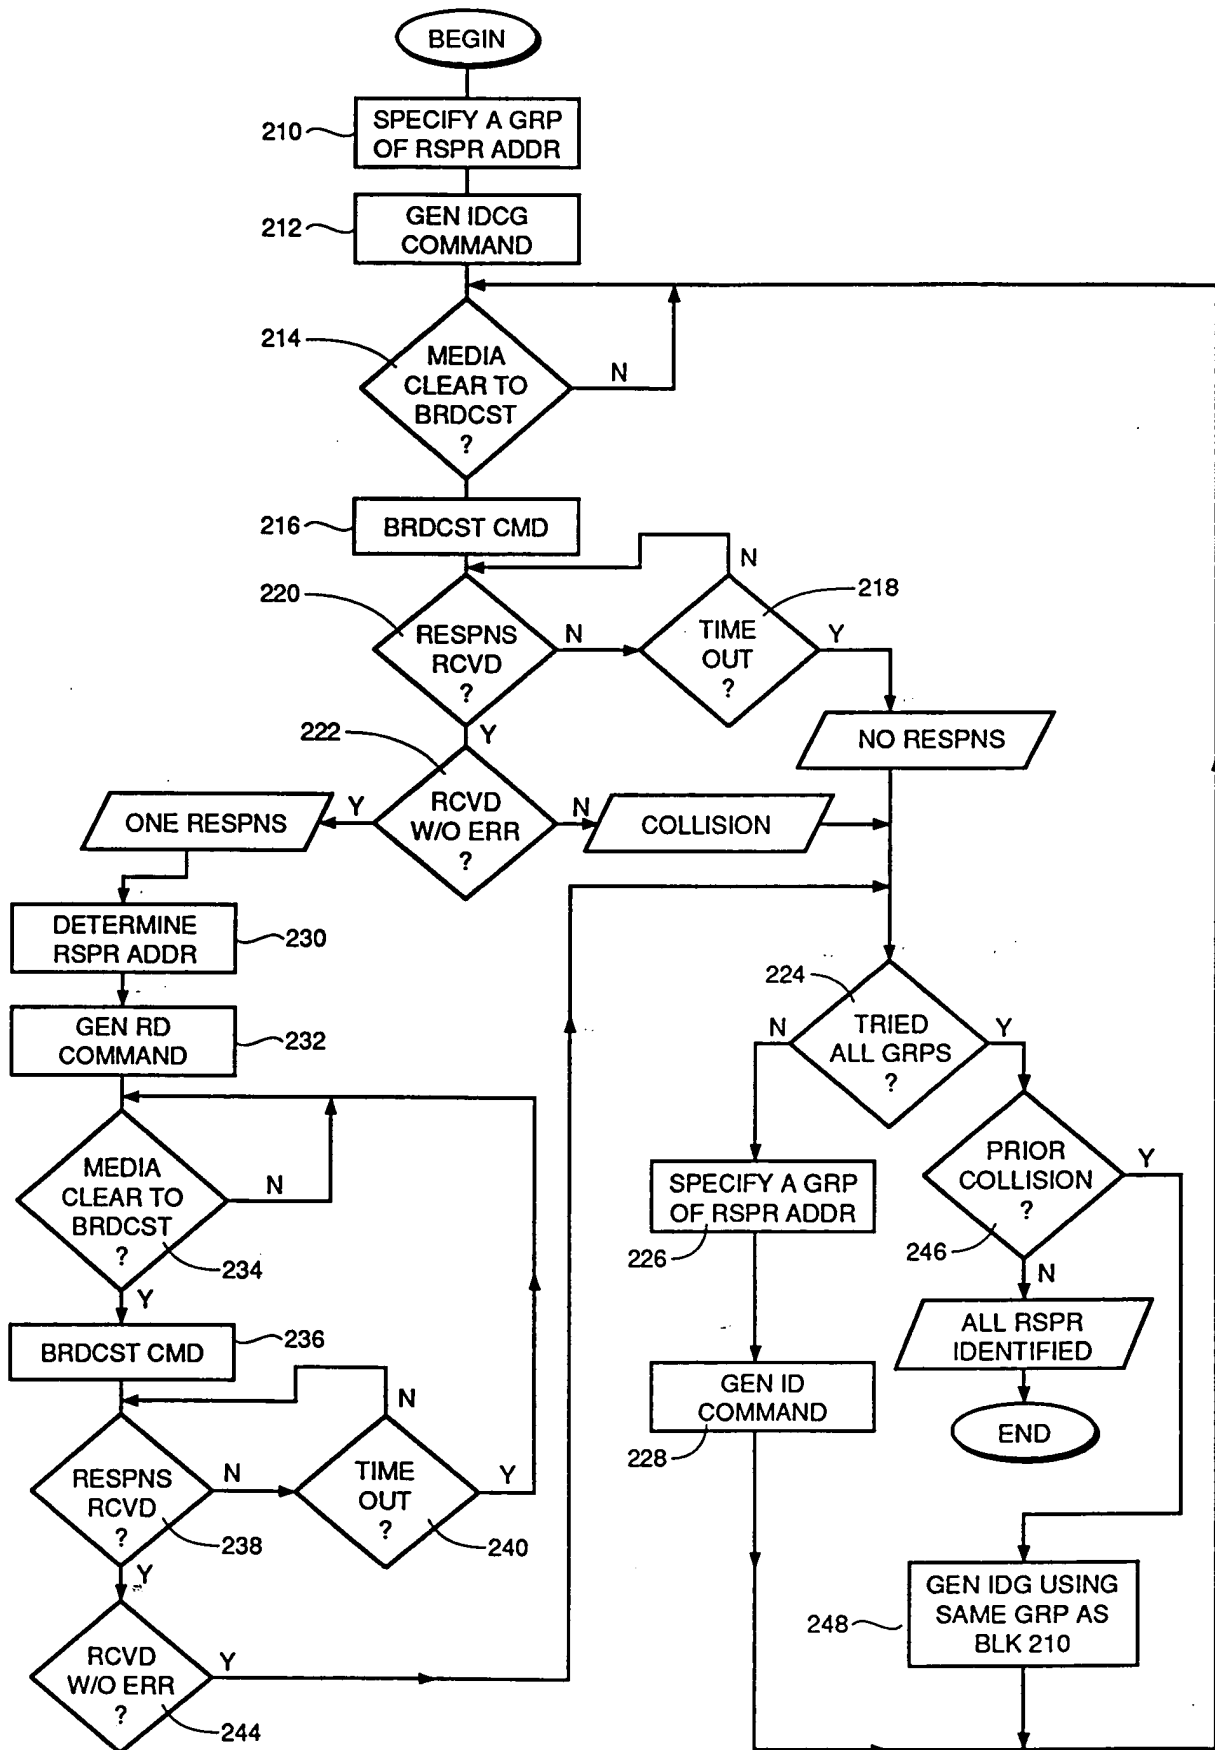 BEGIN
210
SPECIFY A GRP
OF RSPR ADDR
212
GEN IDCG
COMMAND
214
MEDIA
CLEAR TO
BRDCST
?
N
216
BRDCST CMD
220
RESPNS
RCVD
?
N
Y
218
TIME
OUT
?
N
Y
NO RESPNS
222
RCVD
W/O ERR
?
Y
N
ONE RESPNS
COLLISION
DETERMINE
RSPR ADDR
230
GEN RD
COMMAND
232
MEDIA
CLEAR TO
BRDCST
?
234
N
Y
BRDCST CMD
236
RESPNS
RCVD
?
238
N
Y
TIME
OUT
?
240
N
Y
RCVD
W/O ERR
?
244
Y
224
TRIED
ALL GRPS
?
N
Y
SPECIFY A GRP
OF RSPR ADDR
226
GEN ID
COMMAND
228
PRIOR
COLLISION
?
246
Y
N
ALL RSPR
IDENTIFIED
END
248
GEN IDG USING
SAME GRP AS
BLK 210